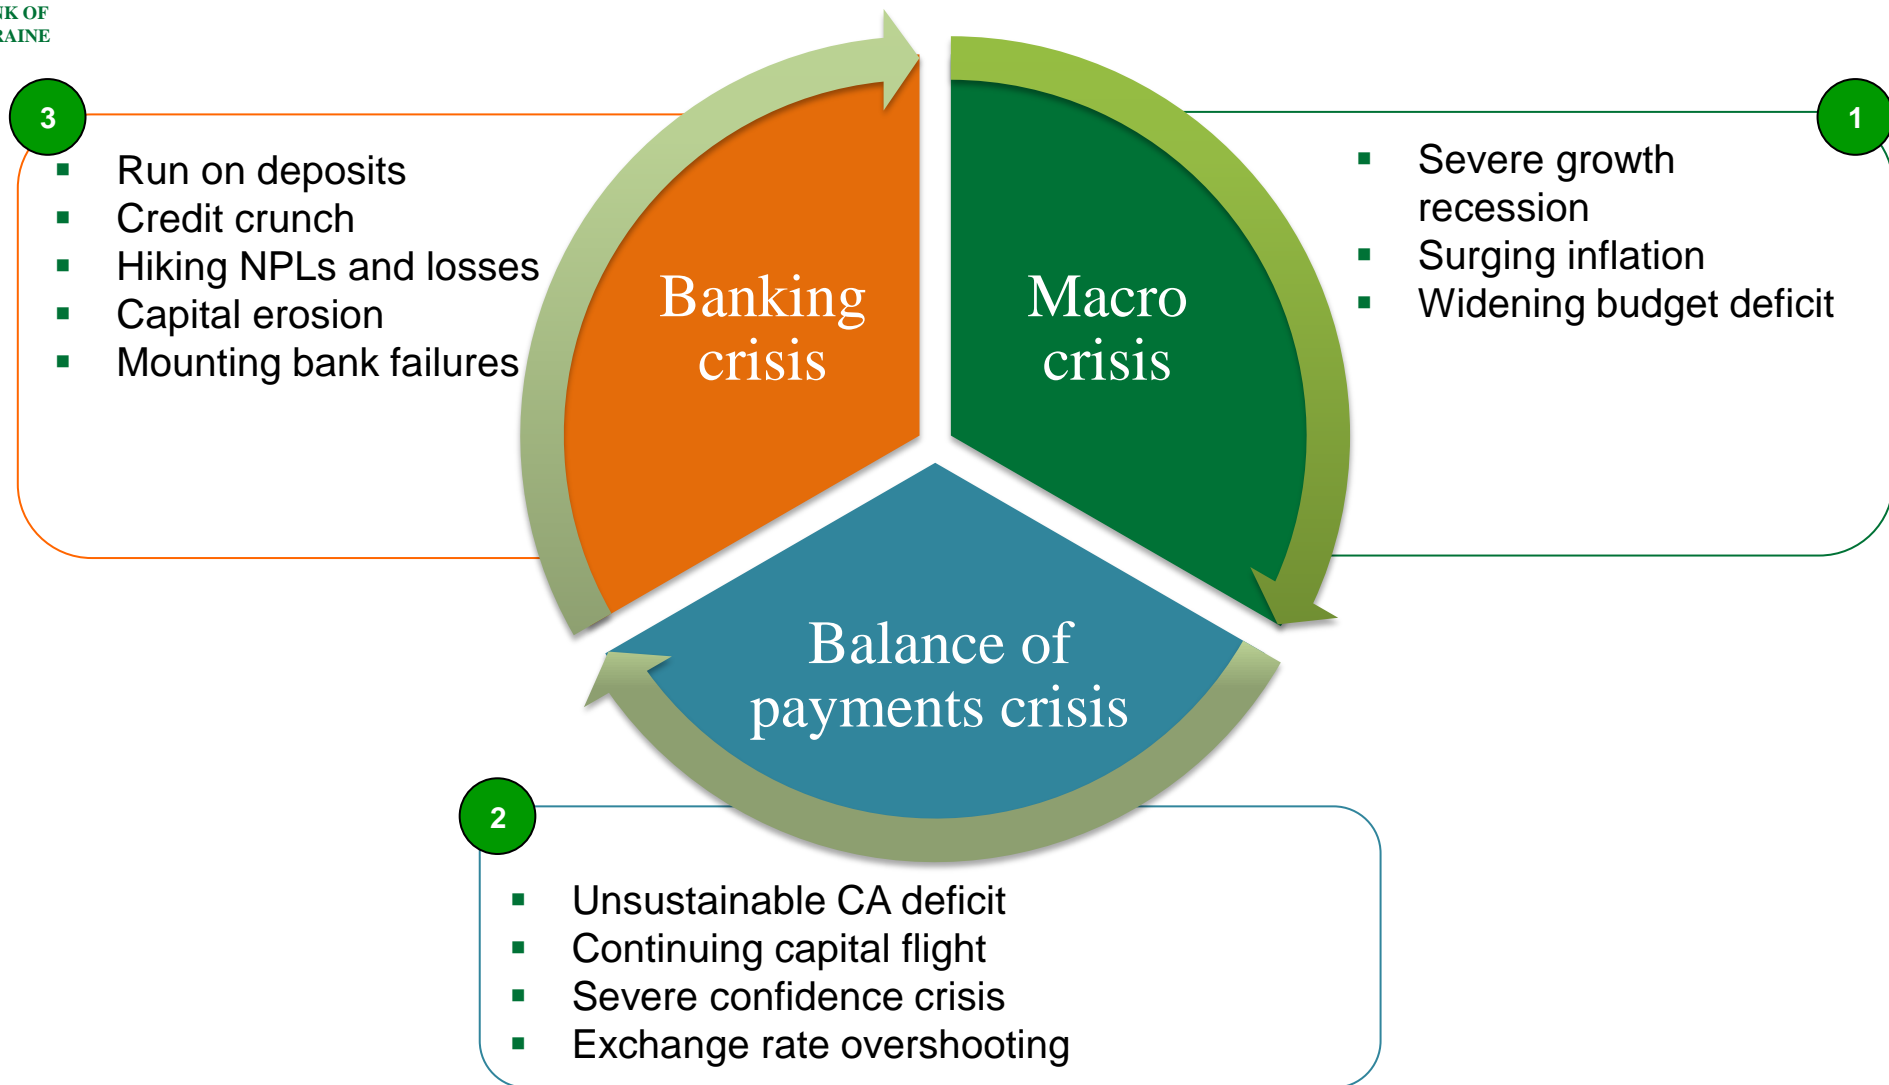 OF
3
Run on deposits
Credit crunch
Hiking NPLs and losses
Capital erosion
Mounting bank failures
Banking
crisis
Macro
crisis
1
Severe growth
recession
Surging inflation
Widening budget deficit
Balance of
payments crisis
2
Unsustainable CA deficit
Continuing capital flight
Severe confidence crisis
Exchange rate overshooting